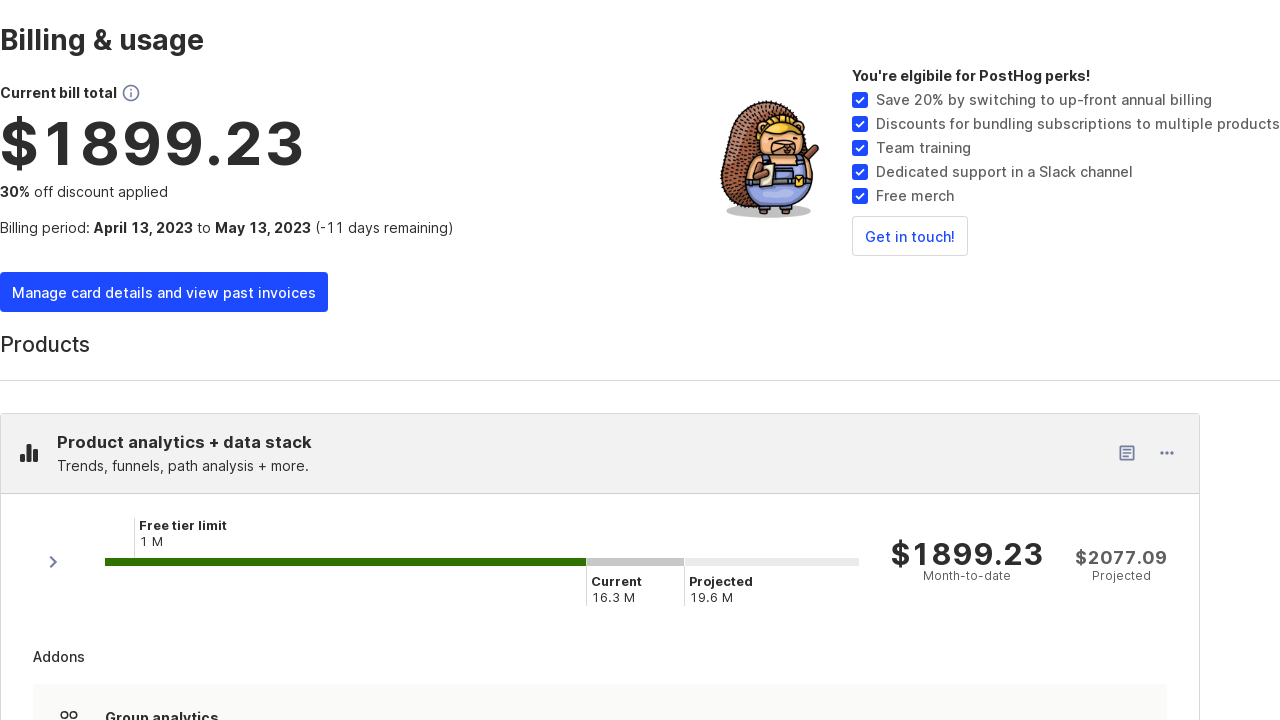 Billing & usage
Current bill total
$1899.23
30% off discount applied
Billing period: April 13, 2023 to May 13, 2023 (-11 days remaining)
Manage card details and view past invoices
You're elgibile for PostHog perks!
Save 20% by switching to up-front annual billing
Discounts for bundling subscriptions to multiple products
Team training
Dedicated support in a Slack channel
Free merch
Get in touch!
Products
Product analytics + data stack
Trends, funnels, path analysis + more.
Free tier limit
1 M
Current
16.3 M
Projected
19.6 M
$1899.23
Month-to-date
$2077.09
Projected
Addons
Group analytics